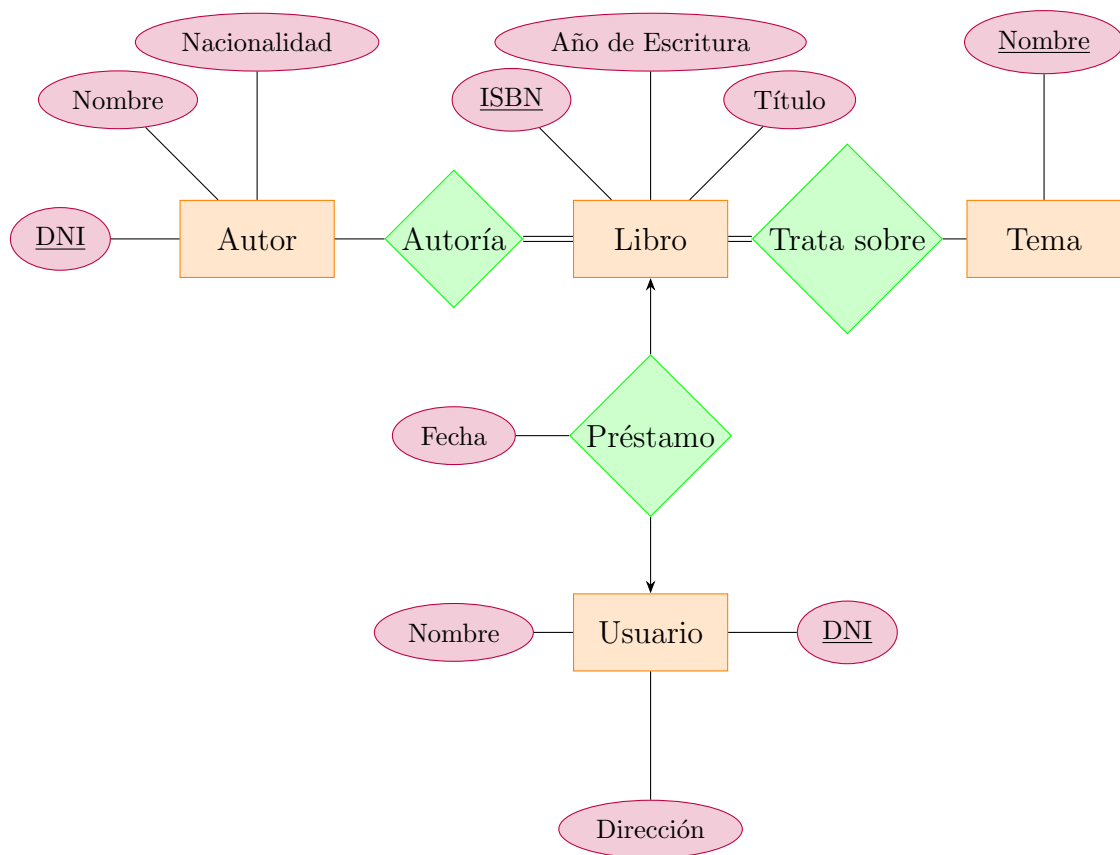 Nacionalidad
Año de Escritura
Nombre
Nombre
ISBN
Título
DNI
Autor
Autoría
Libro
Trata sobre
Tema
Fecha
Préstamo
Nombre
Usuario
DNI
Dirección